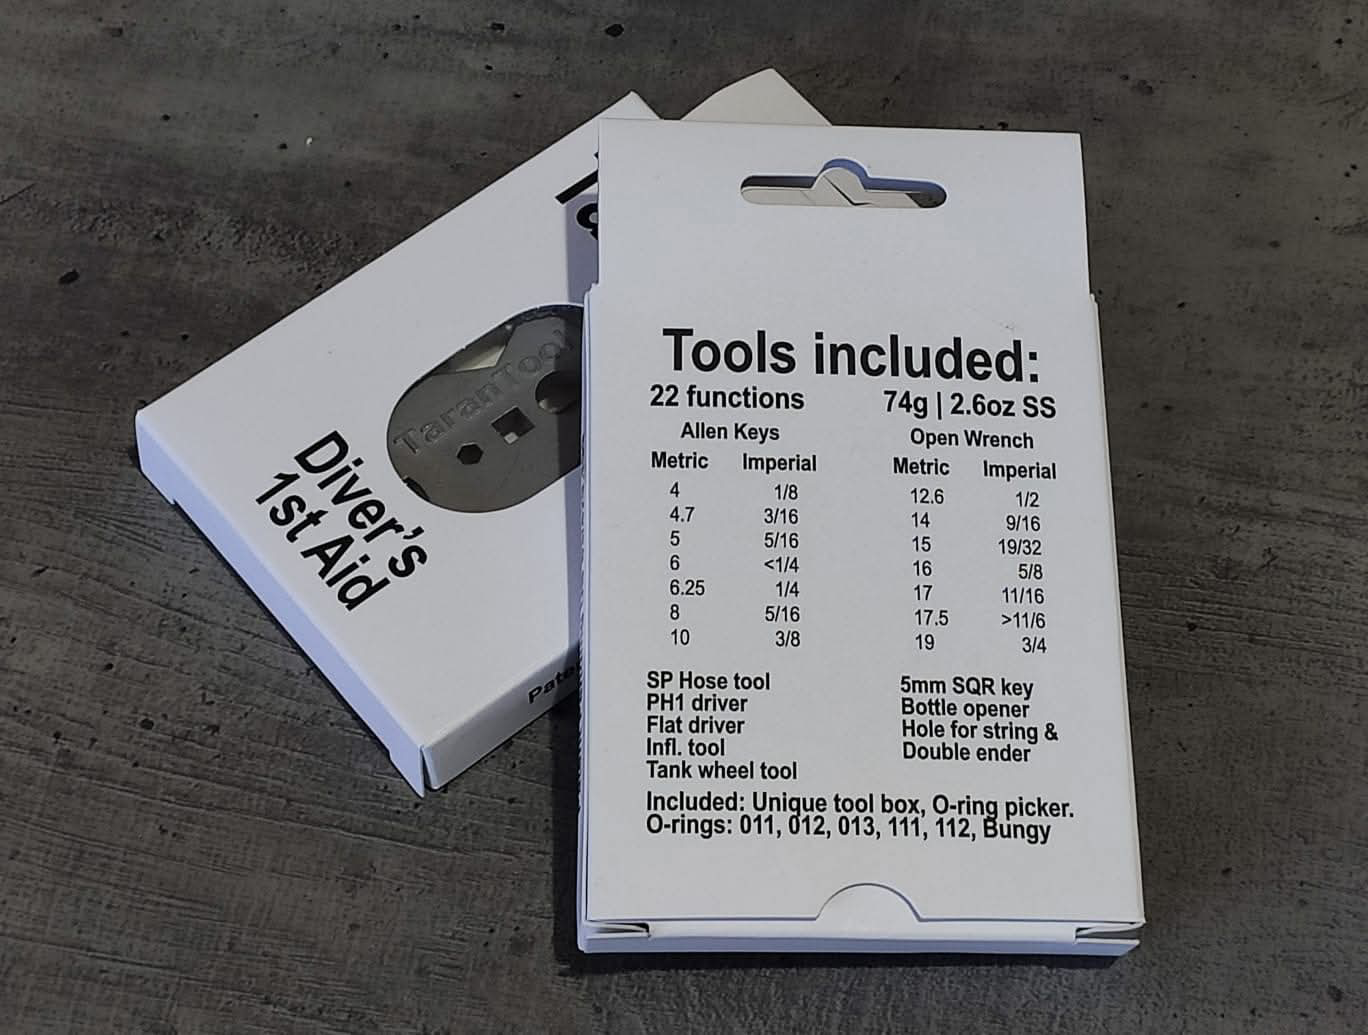 Tools included:
22 functions 74g | 2.6oz SS
Allen Keys Open Wrench
Metric Imperial Metric Imperial
4 1/8 12.6 1/2
4.7 3/16 14 9/16
5 5/16 15 19/32
6 <1/4 16 5/8
6.25 1/4 17 11/16
8 5/16 17.5 >11/6
10 3/8 19 3/4
SP Hose tool
PH1 driver
Flat driver
Infl. tool
Tank wheel tool
5mm SQR key
Bottle opener
Hole for string &
Double ender
Included: Unique tool box, O-ring picker.
O-rings: 011, 012, 013, 111, 112, Bungy
TaranTool
Diver's
1st Aid